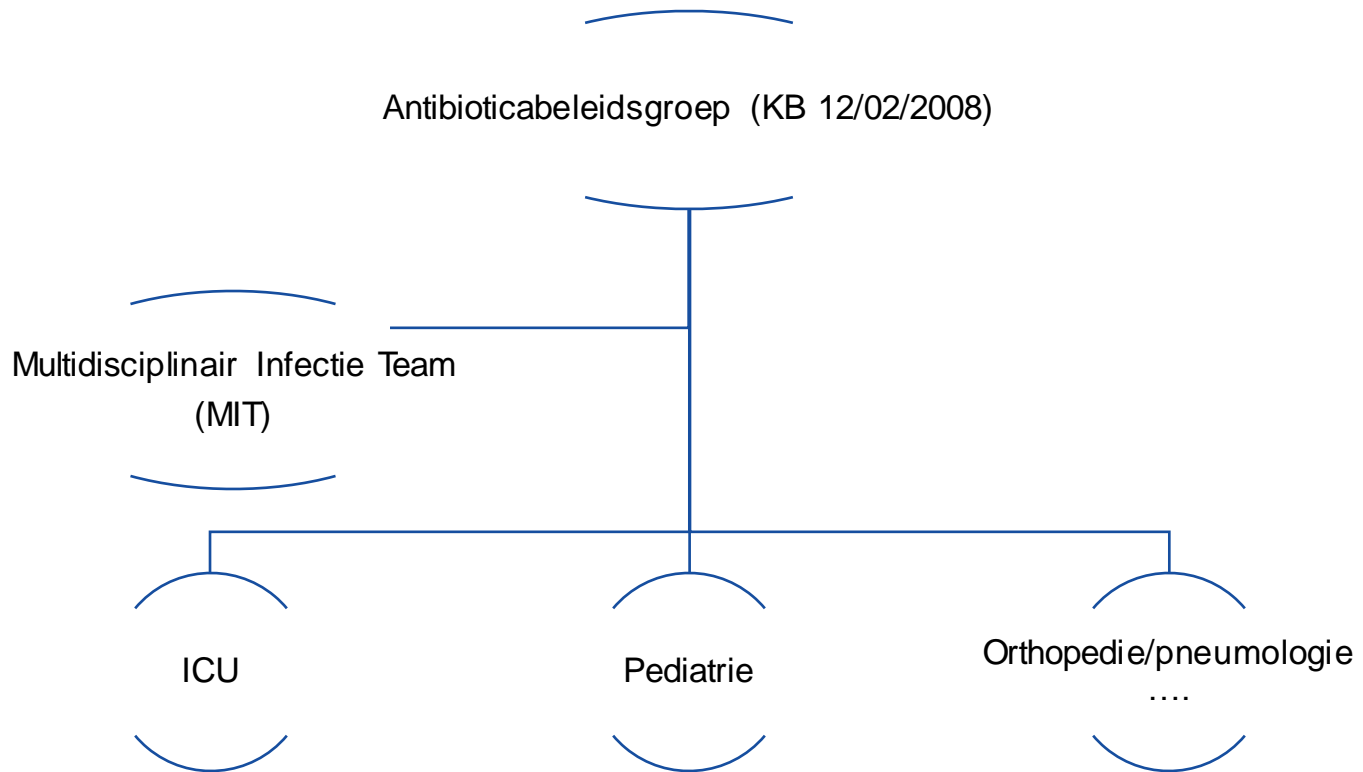 Antibioticabeleidsgroep (KB 12/02/2008)
Multidisciplinair Infectie Team
(MIT)
ICU
Pediatrie
Orthopedie/pneumologie
....